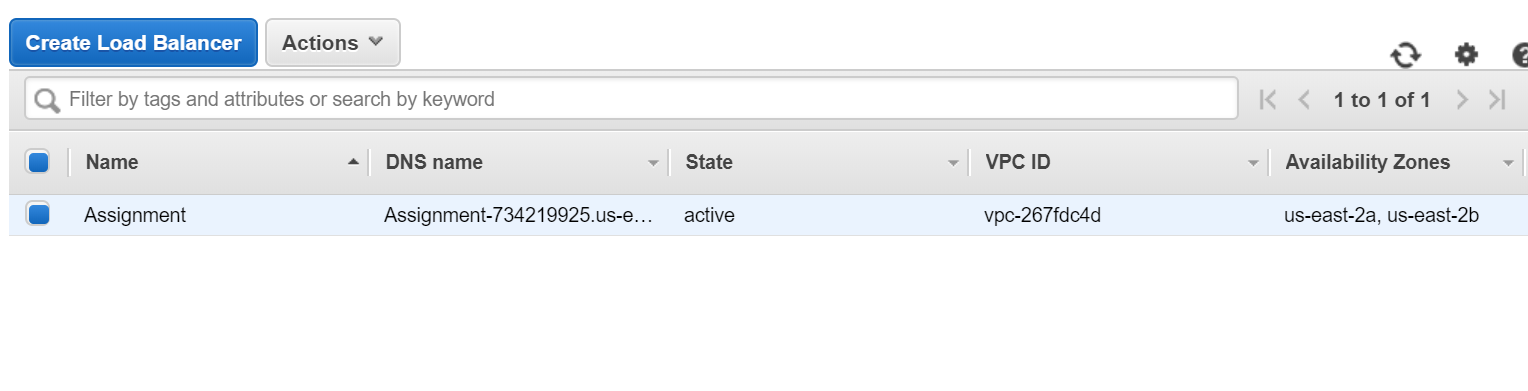 Create Load Balancer Actions
Filter by tags and attributes or search by keyword 1 to 1 of 1
Name DNS name State VPC ID Availability Zones
Assignment Assignment-734219925.us-e... active vpc-267fdc4d us-east-2a, us-east-2b